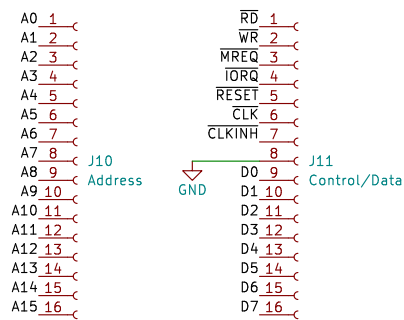 A0 1
A1 2
A2 3
A3 4
A4 5
A5 6
A6 7
A7 8
A8 9
A9 10
A10 11
A11 12
A12 13
A13 14
A14 15
A15 16
J10
Address
RD 1
WR 2
MREQ 3
IORQ 4
RESET 5
CLK 6
CLKINH 7
8
D0 9
D1 10
D2 11
D3 12
D4 13
D5 14
D6 15
D7 16
GND
J11
Control/Data